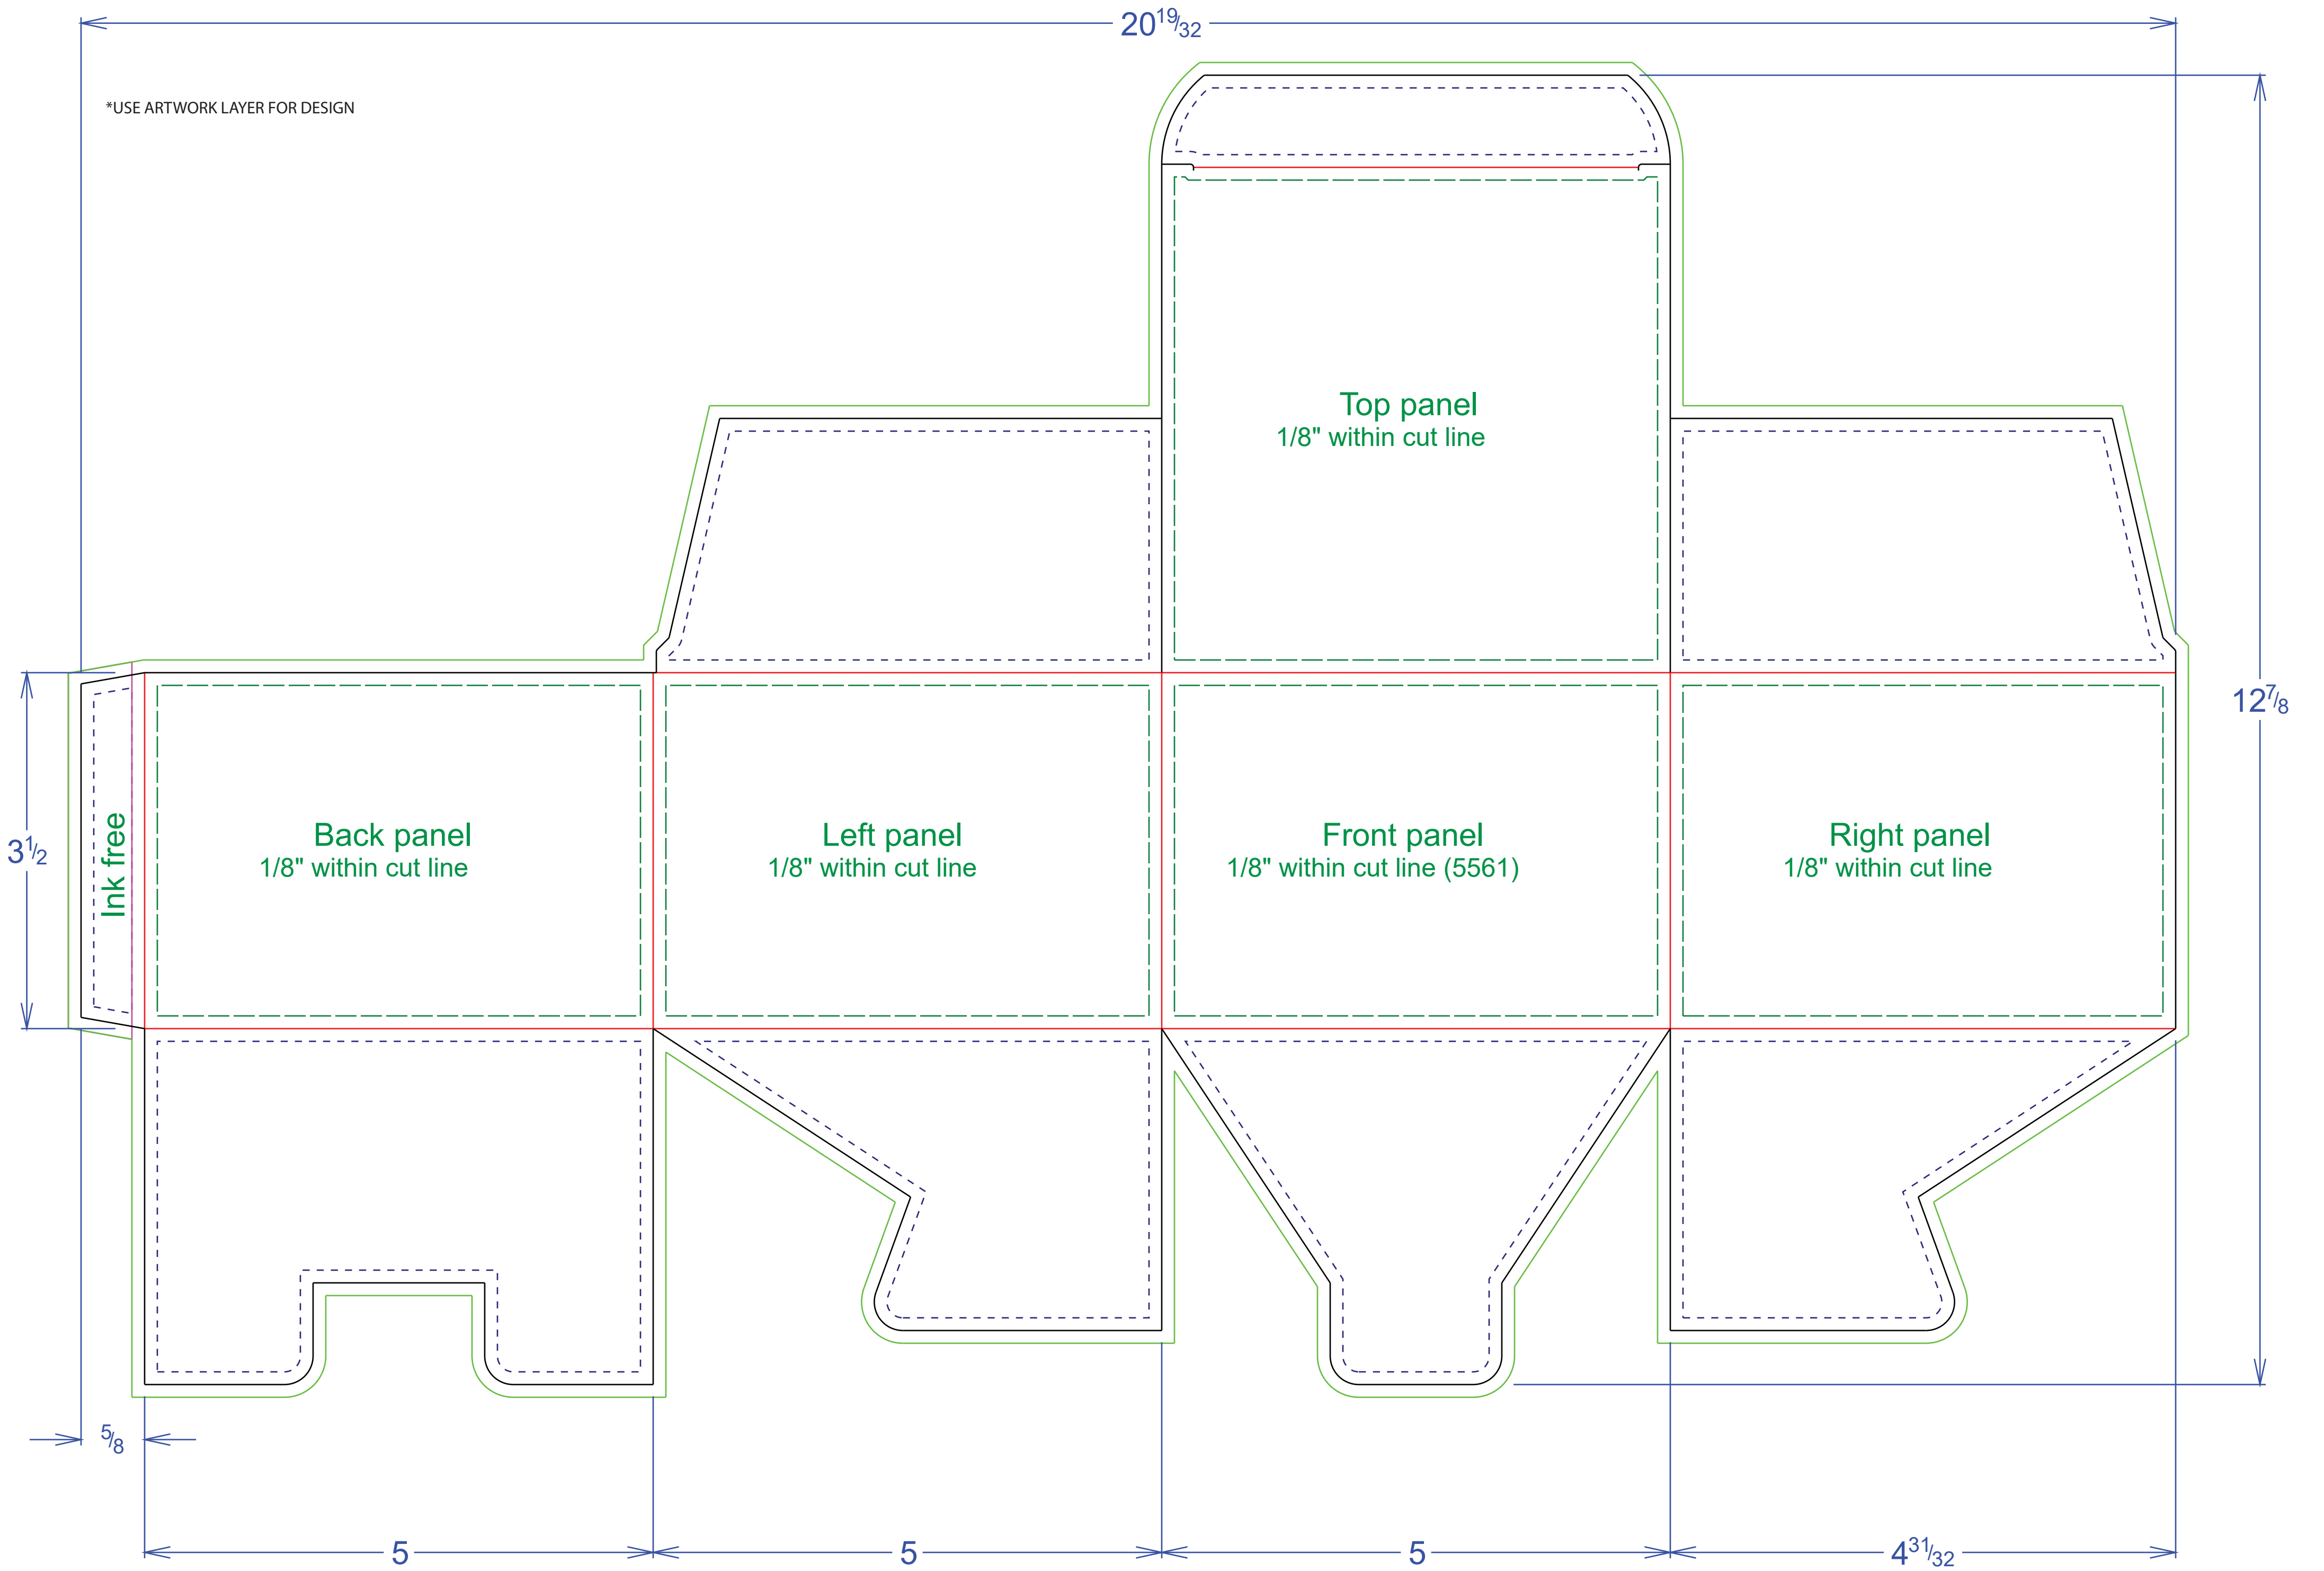 20 19/32
*USE ARTWORK LAYER FOR DESIGN
Top panel
1/8" within cut line
12 7/8
3 1/2
Ink free
Back panel
1/8" within cut line
Left panel
1/8" within cut line
Front panel
1/8" within cut line (5561)
Right panel
1/8" within cut line
5/8
5
5
5
4 31/32